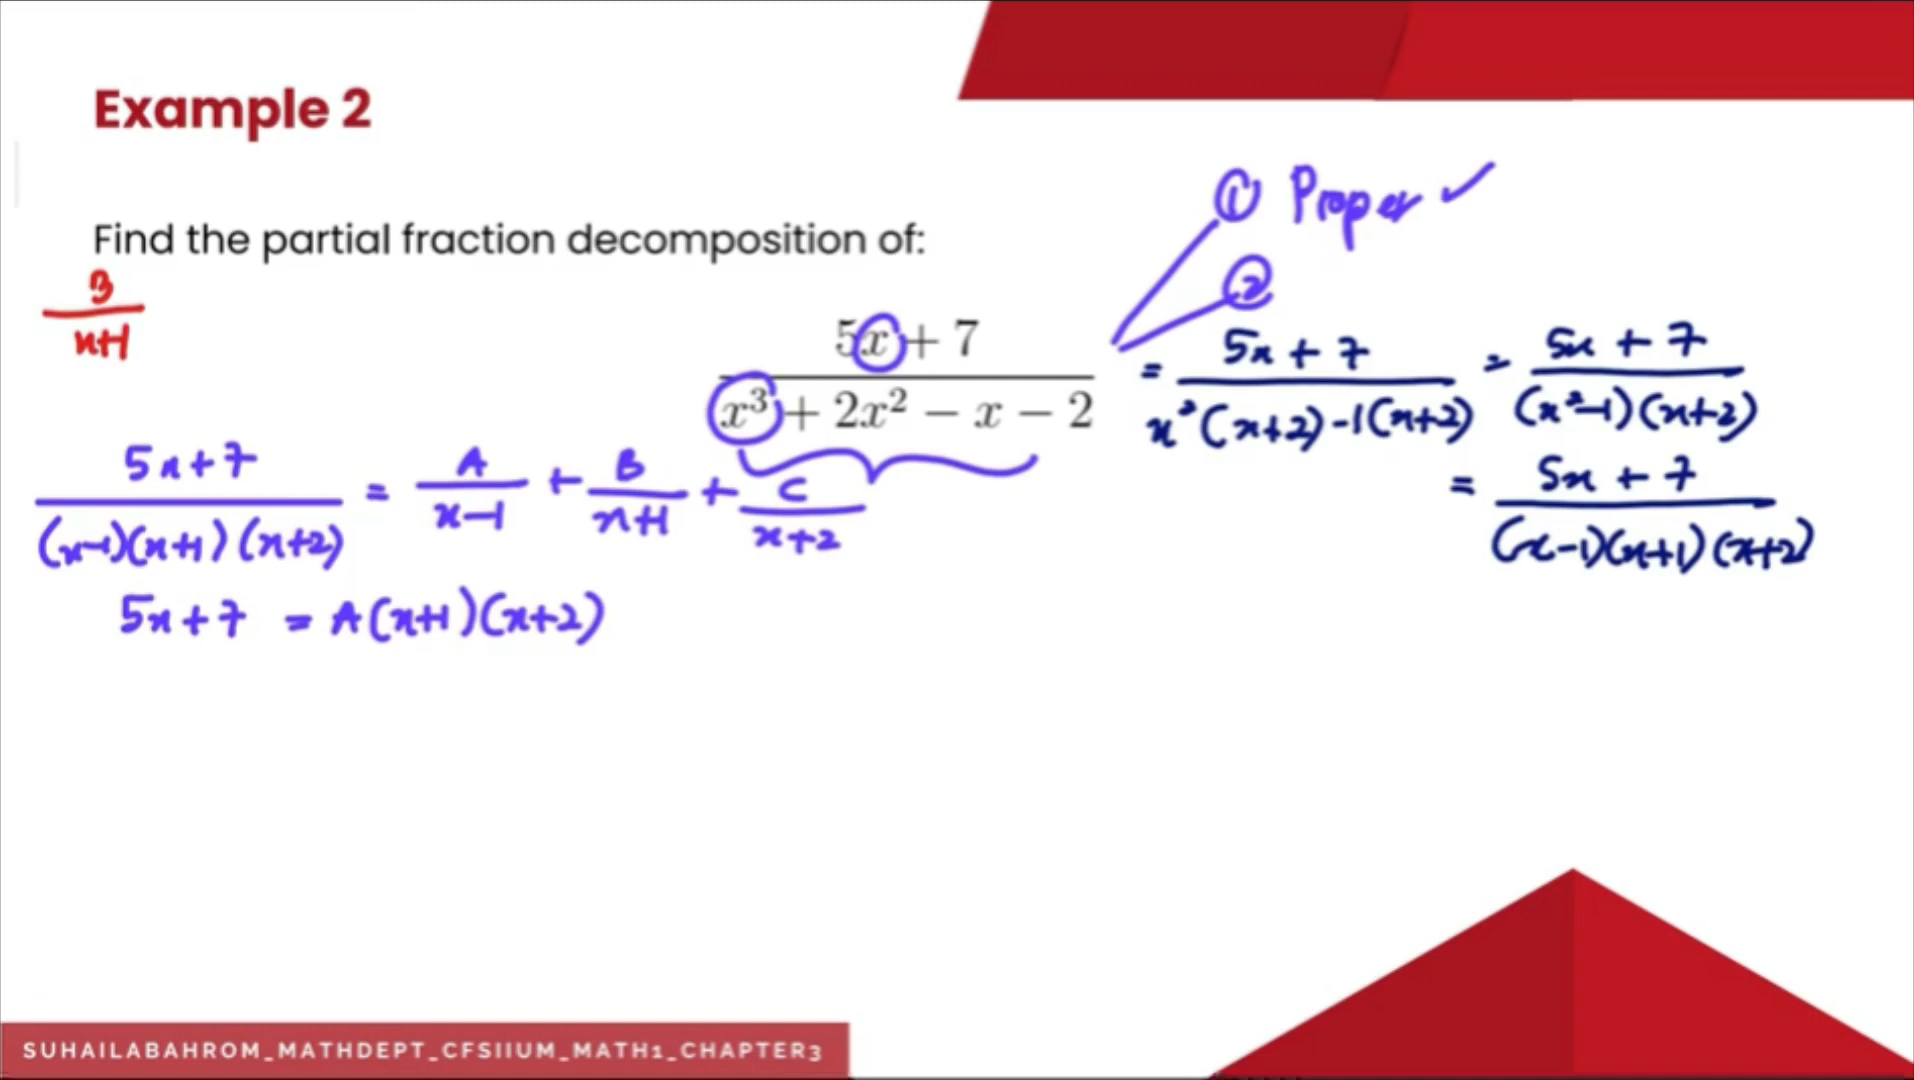 Example 2
① Proper ✓
Find the partial fraction decomposition of:
②
3/(x+1)
(5x + 7)/(x³ + 2x² − x − 2) = (5x + 7)/(x²(x+2) -1(x+2)) = (5x + 7)/((x²-1)(x+2))
= (5x + 7)/((x-1)(x+1)(x+2))
(5x+7)/((x-1)(x+1)(x+2)) = A/(x-1) + B/(x+1) + C/(x+2)
5x+7 = A(x+1)(x+2)
SUHAILABAHROM_MATHDEPT_CFSIIUM_MATH1_CHAPTER3